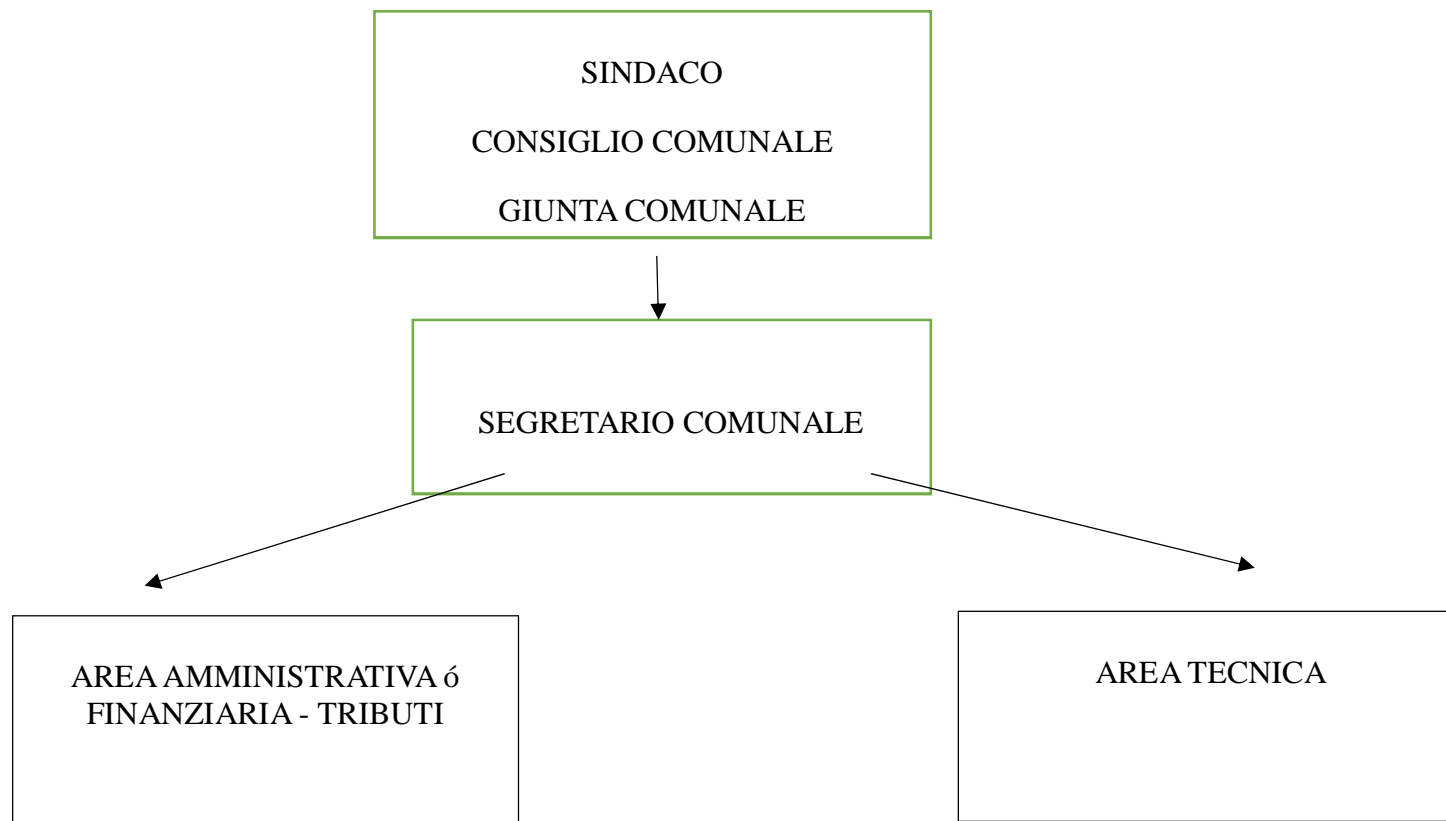 SINDACO
CONSIGLIO COMUNALE
GIUNTA COMUNALE
SEGRETARIO COMUNALE
AREA AMMINISTRATIVA ó
FINANZIARIA - TRIBUTI
AREA TECNICA